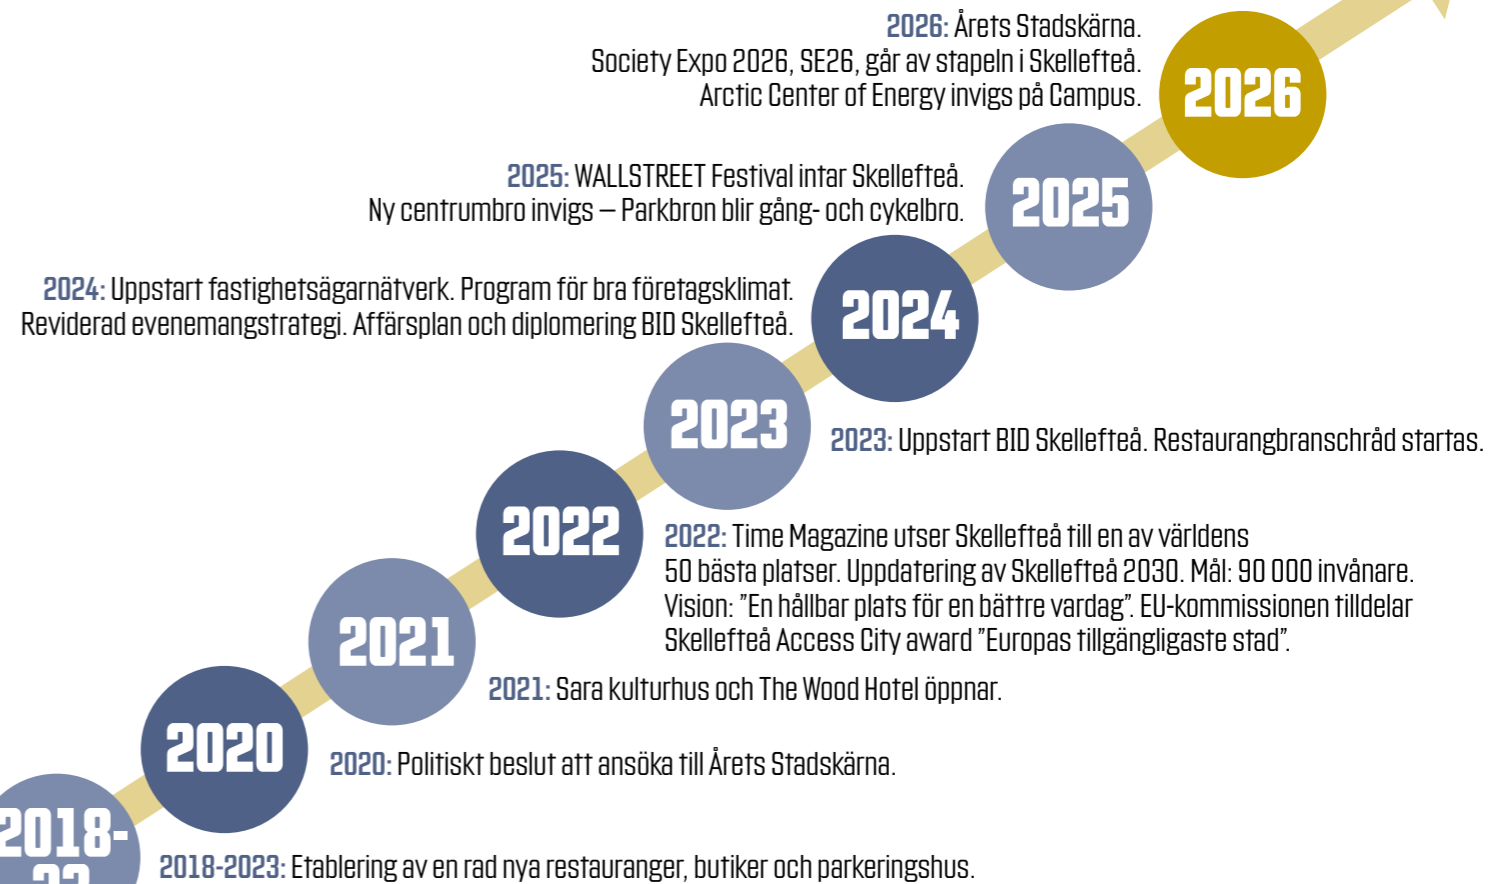 2026: Årets Stadskärna.
Society Expo 2026, SE26, går av stapeln i Skellefteå.
Arctic Center of Energy invigs på Campus.
2026
2025: WALLSTREET Festival intar Skellefteå.
Ny centrumbro invigs – Parkbron blir gång- och cykelbro.
2025
2024: Uppstart fastighetsägarnätverk. Program för bra företagsklimat.
Reviderad evenemangstrategi. Affärsplan och diplomering BID Skellefteå.
2024
2023
2023: Uppstart BID Skellefteå. Restaurangbranschråd startas.
2022
2022: Time Magazine utser Skellefteå till en av världens
50 bästa platser. Uppdatering av Skellefteå 2030. Mål: 90 000 invånare.
Vision: ”En hållbar plats för en bättre vardag”. EU-kommissionen tilldelar
Skellefteå Access City award ”Europas tillgängligaste stad”.
2021
2021: Sara kulturhus och The Wood Hotel öppnar.
2020
2020: Politiskt beslut att ansöka till Årets Stadskärna.
2018-
2018-2023: Etablering av en rad nya restauranger, butiker och parkeringshus.